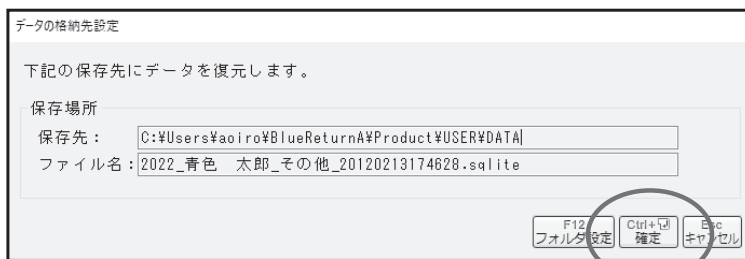 データの格納先設定
下記の保存先にデータを復元します。
保存場所
保存先： C:¥Users¥aoiro¥BlueReturnA¥Product¥USER¥DATA
ファイル名：2022_青色　太郎_その他_20120213174628.sqlite
F12 Ctrl+⏎ Esc
フォルダ設定 確定 キャンセル